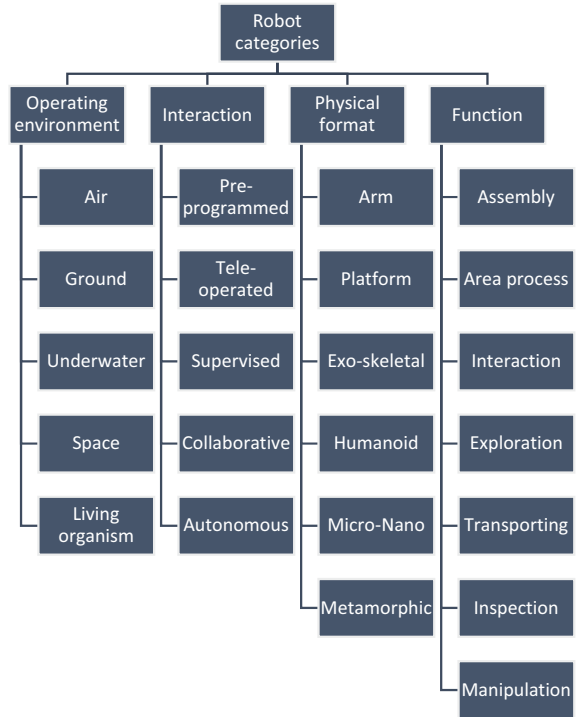 Robot
categories
Operating
environment
Interaction
Physical
format
Function
Air
Pre-
programmed
Arm
Assembly
Ground
Tele-
operated
Platform
Area process
Underwater
Supervised
Exo-skeletal
Interaction
Space
Collaborative
Humanoid
Exploration
Living
organism
Autonomous
Micro-Nano
Transporting
Metamorphic
Inspection
Manipulation